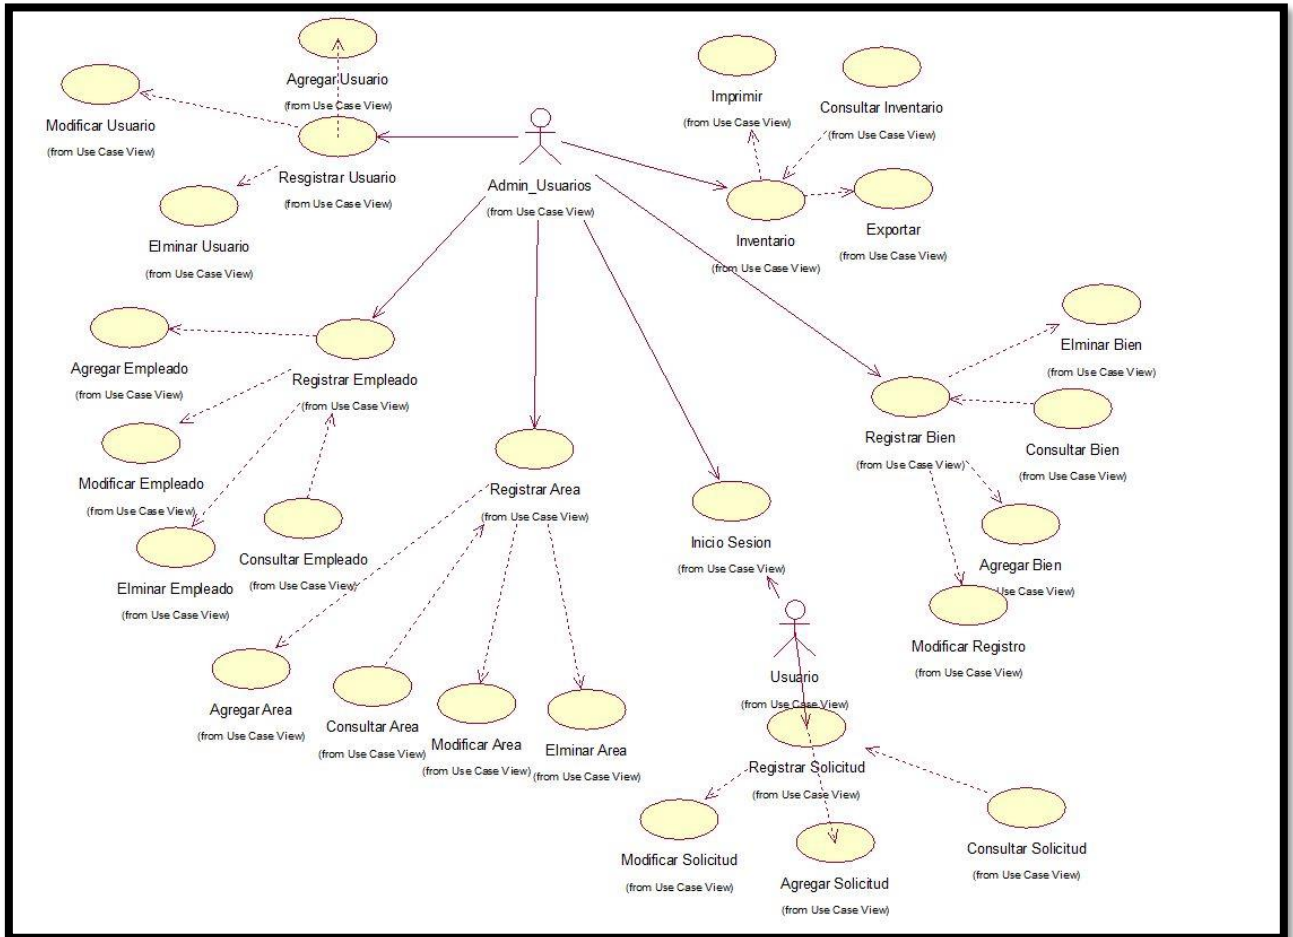 Agregar Usuario
(from Use Case View)
Modificar Usuario
(from Use Case View)
Resgistrar Usuario
(from Use Case View)
Elminar Usuario
(from Use Case View)
Admin_Usuarios
(from Use Case View)
Imprimir
(from Use Case View)
Consultar Inventario
(from Use Case View)
Inventario
(from Use Case View)
Exportar
(from Use Case View)
Agregar Empleado
(from Use Case View)
Registrar Empleado
(from Use Case View)
Modificar Empleado
(from Use Case View)
Consultar Empleado
(from Use Case View)
Elminar Empleado
(from Use Case View)
Registrar Area
(from Use Case View)
Inicio Sesion
(from Use Case View)
Elminar Bien
(from Use Case View)
Registrar Bien
(from Use Case View)
Consultar Bien
(from Use Case View)
Agregar Bien
(from Use Case View)
Modificar Registro
(from Use Case View)
Agregar Area
(from Use Case View)
Consultar Area
(from Use Case View)
Modificar Area
(from Use Case View)
Elminar Area
(from Use Case View)
Usuario
(from Use Case View)
Registrar Solicitud
(from Use Case View)
Modificar Solicitud
(from Use Case View)
Agregar Solicitud
(from Use Case View)
Consultar Solicitud
(from Use Case View)